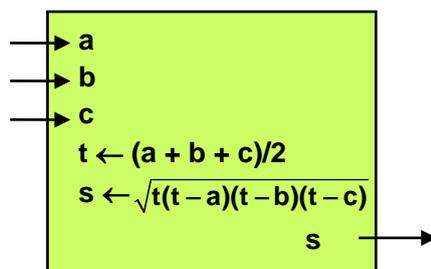 a
b
c
t ← (a + b + c)/2
s ← √t(t − a)(t − b)(t − c)
s